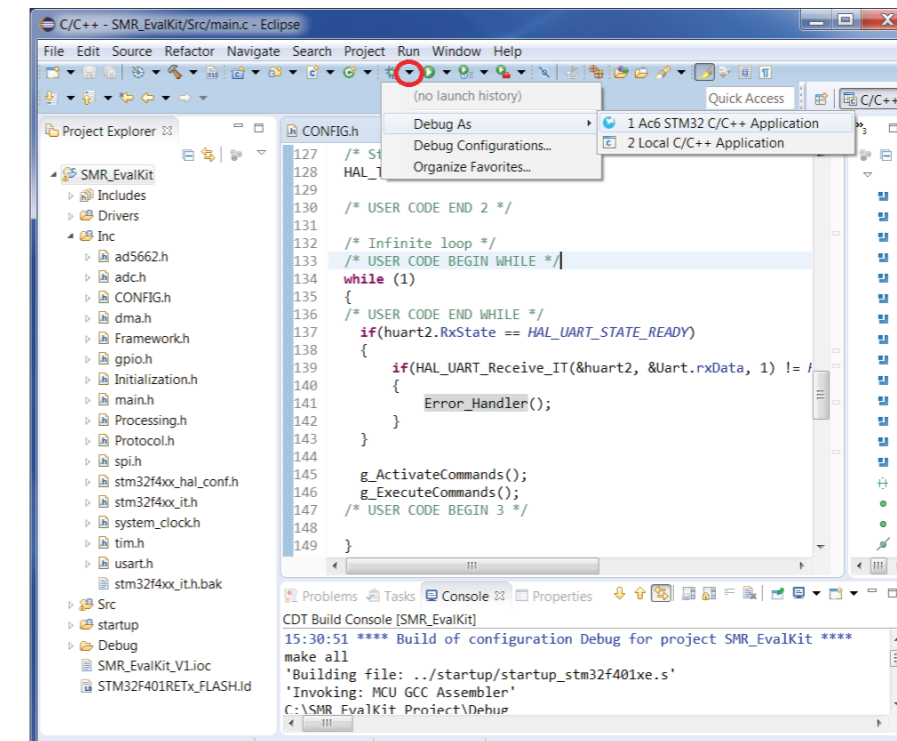 C/C++ - SMR_EvalKit/Src/main.c - Eclipse
File Edit Source Refactor Navigate Search Project Run Window Help
(no launch history)
Debug As
Debug Configurations...
Organize Favorites...
1 Ac6 STM32 C/C++ Application
2 Local C/C++ Application
Quick Access
C/C++
Project Explorer
SMR_EvalKit
Includes
Drivers
Inc
ad5662.h
adc.h
CONFIG.h
dma.h
Framework.h
gpio.h
Initialization.h
main.h
Processing.h
Protocol.h
spi.h
stm32f4xx_hal_conf.h
stm32f4xx_it.h
system_clock.h
tim.h
usart.h
stm32f4xx_it.h.bak
Src
startup
Debug
SMR_EvalKit_V1.ioc
STM32F401RETx_FLASH.ld
CONFIG.h
3
127 /* St
128 HAL_T
129
130 /* USER CODE END 2 */
131
132 /* Infinite loop */
133 /* USER CODE BEGIN WHILE */
134 while (1)
135 {
136 /* USER CODE END WHILE */
137 if(huart2.RxState == HAL_UART_STATE_READY)
138 {
139 if(HAL_UART_Receive_IT(&huart2, &Uart.rxData, 1) !=
140 {
141 Error_Handler();
142 }
143 }
144
145 g_ActivateCommands();
146 g_ExecuteCommands();
147 /* USER CODE BEGIN 3 */
148
149 }
Problems Tasks Console Properties
CDT Build Console [SMR_EvalKit]
15:30:51 **** Build of configuration Debug for project SMR_EvalKit ****
make all
'Building file: ../startup/startup_stm32f401xe.s'
'Invoking: MCU GCC Assembler'
C:\SMR_EvalKit_Project\Debug